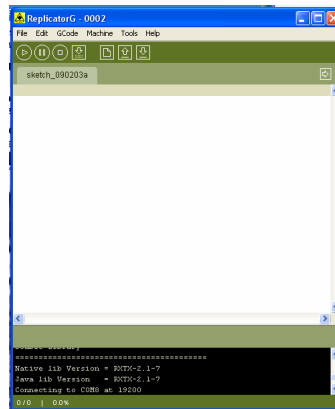 ReplicatorG - 0002
File Edit GCode Machine Tools Help
sketch_090203a
=========================================
Native lib Version = RXTX-2.1-7
Java lib Version   = RXTX-2.1-7
Connecting to COM8 at 19200
0/0 | 0.0%